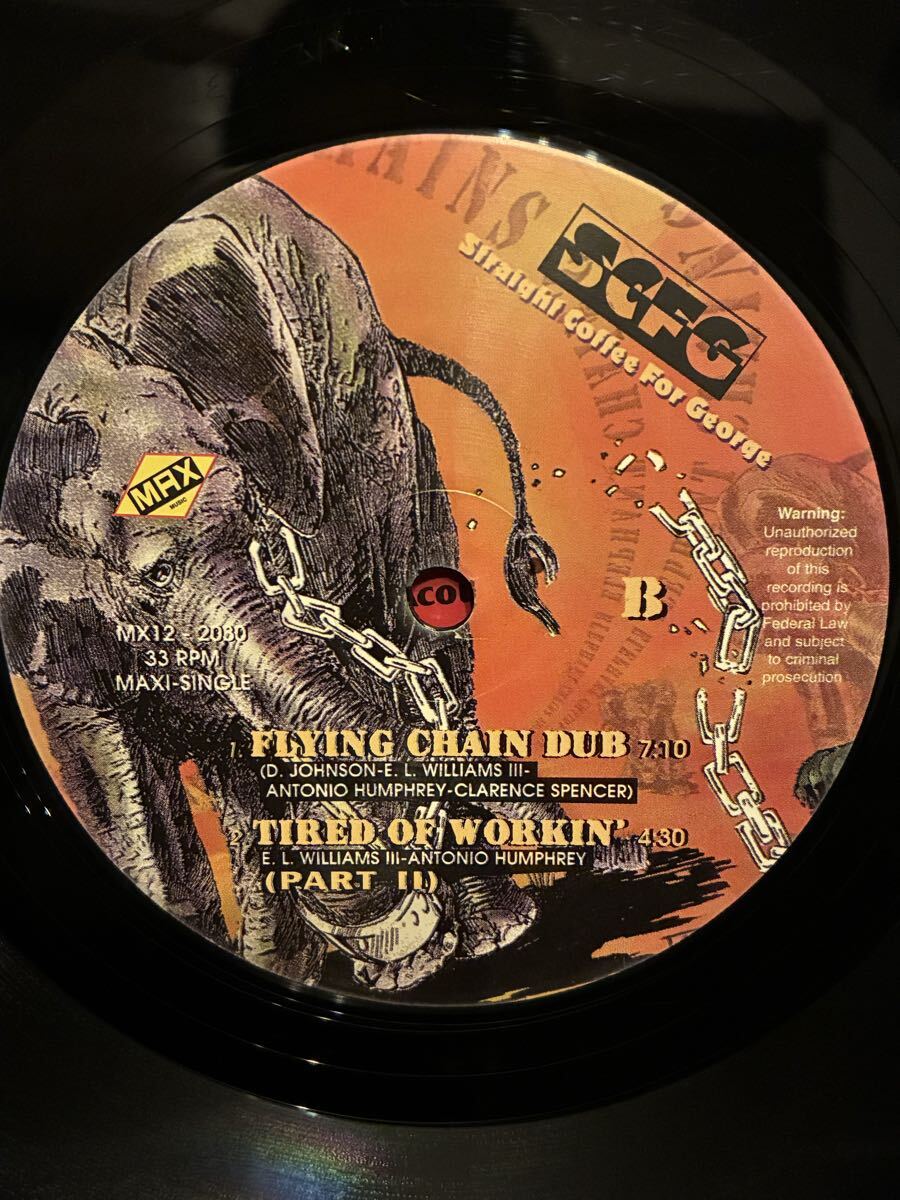 SCFG
Straight Coffee For George
MAX
MUSIC
Warning:
Unauthorized
reproduction
of this
recording is
prohibited by
Federal Law
and subject
to criminal
prosecution
B
MX12 - 2080
33 RPM
MAXI-SINGLE
1. FLYING CHAIN DUB 7:10
(D. JOHNSON-E. L. WILLIAMS III-
ANTONIO HUMPHREY-CLARENCE SPENCER)
2. TIRED OF WORKIN' 4:30
E. L. WILLIAMS III-ANTONIO HUMPHREY
(PART II)